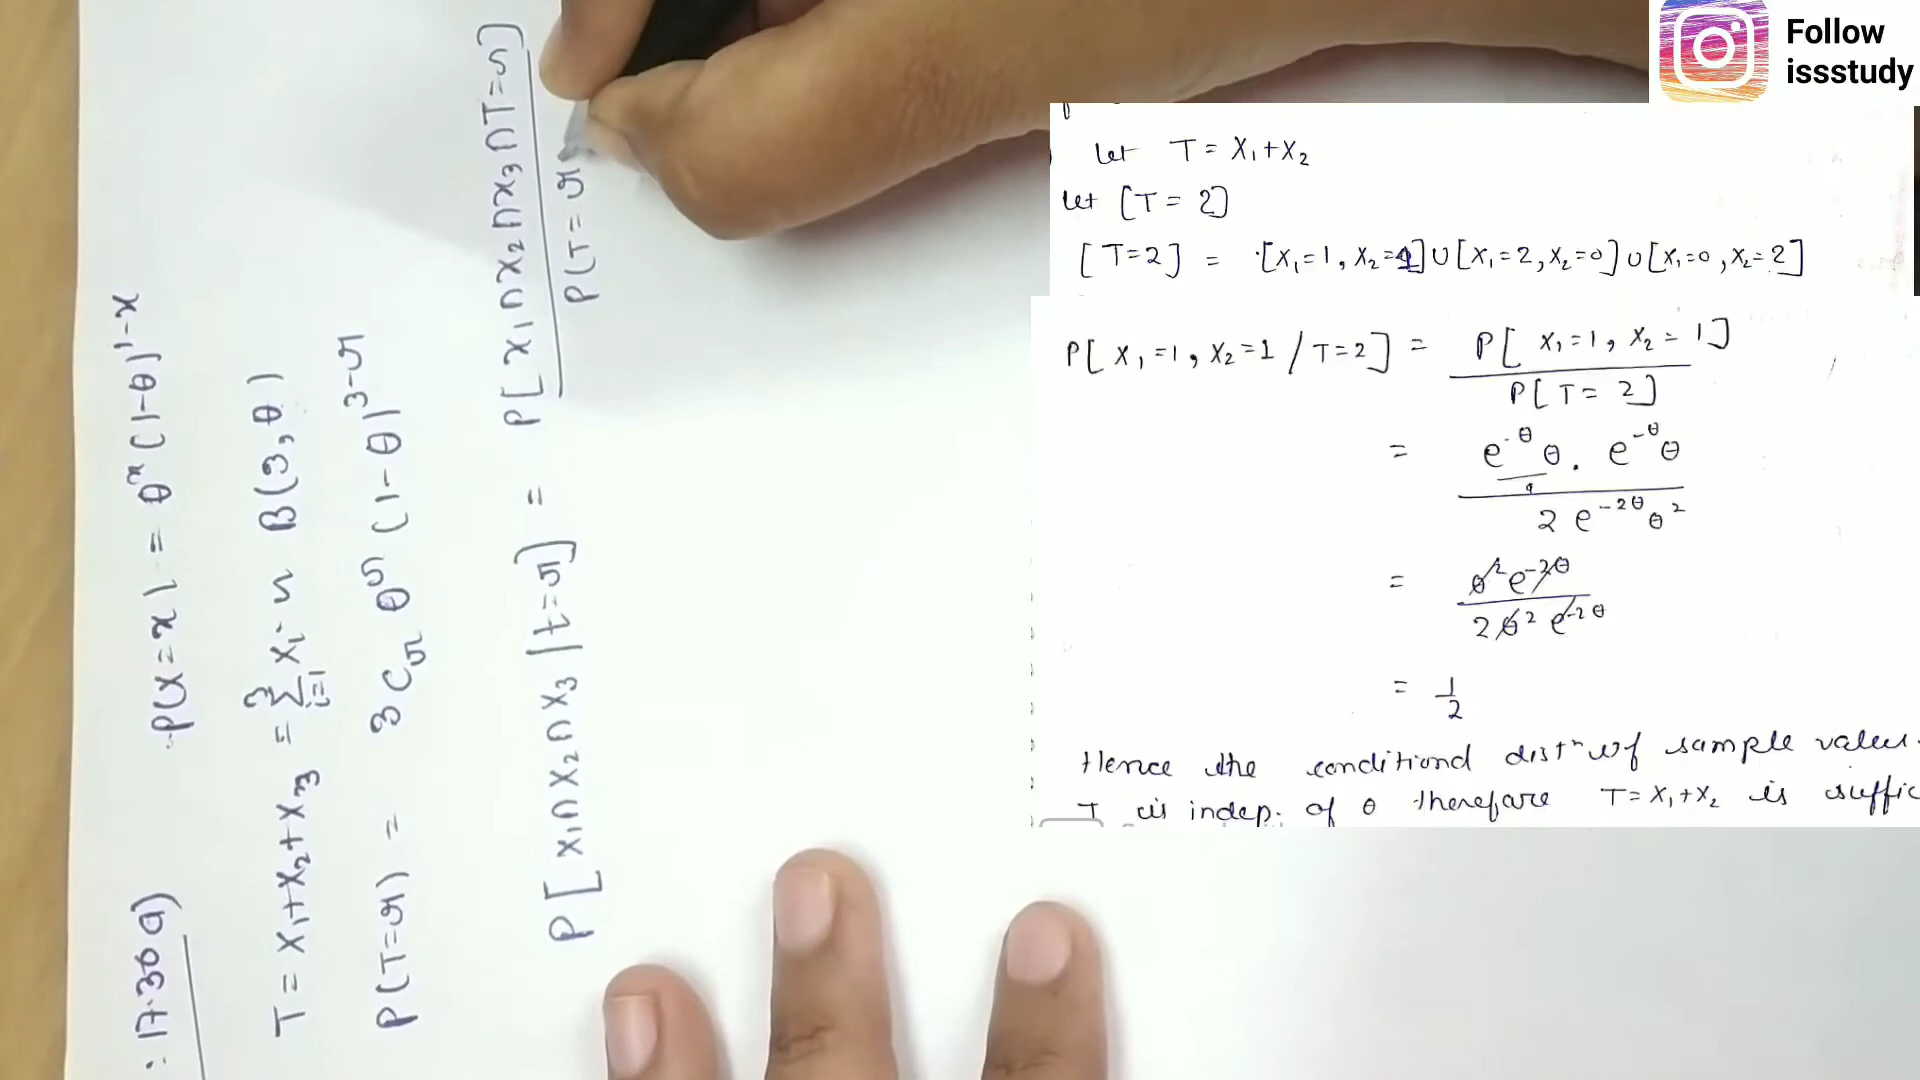 Follow
issstudy
: 17.38 a)
P(X=x) = θ^x (1-θ)^1-x
T = X₁+X₂+X₃ = 3∑i=1 Xi ~ B(3,θ)
P(T=r) = 3Cr θ^r (1-θ)^3-r
P[X₁∩X₂∩X₃ | t=r] = P[X₁∩X₂∩X₃∩T=r]
P(T=r
Let T = X₁+X₂
Let [T = 2]
[T=2] = [X₁=1, X₂=1] ∪ [X₁=2, X₂=0] ∪ [X₁=0, X₂=2]
P[X₁=1, X₂=1 / T=2] = P[X₁=1, X₂=1]
P[T = 2]
= e^-θ θ . e^-θ θ
2 e^-2θ θ²
= θ² e^-2θ
2 θ² e^-2θ
= 1
2
Hence the conditional distⁿ of sample values
T is indep. of θ therefore T = X₁+X₂ is suffic